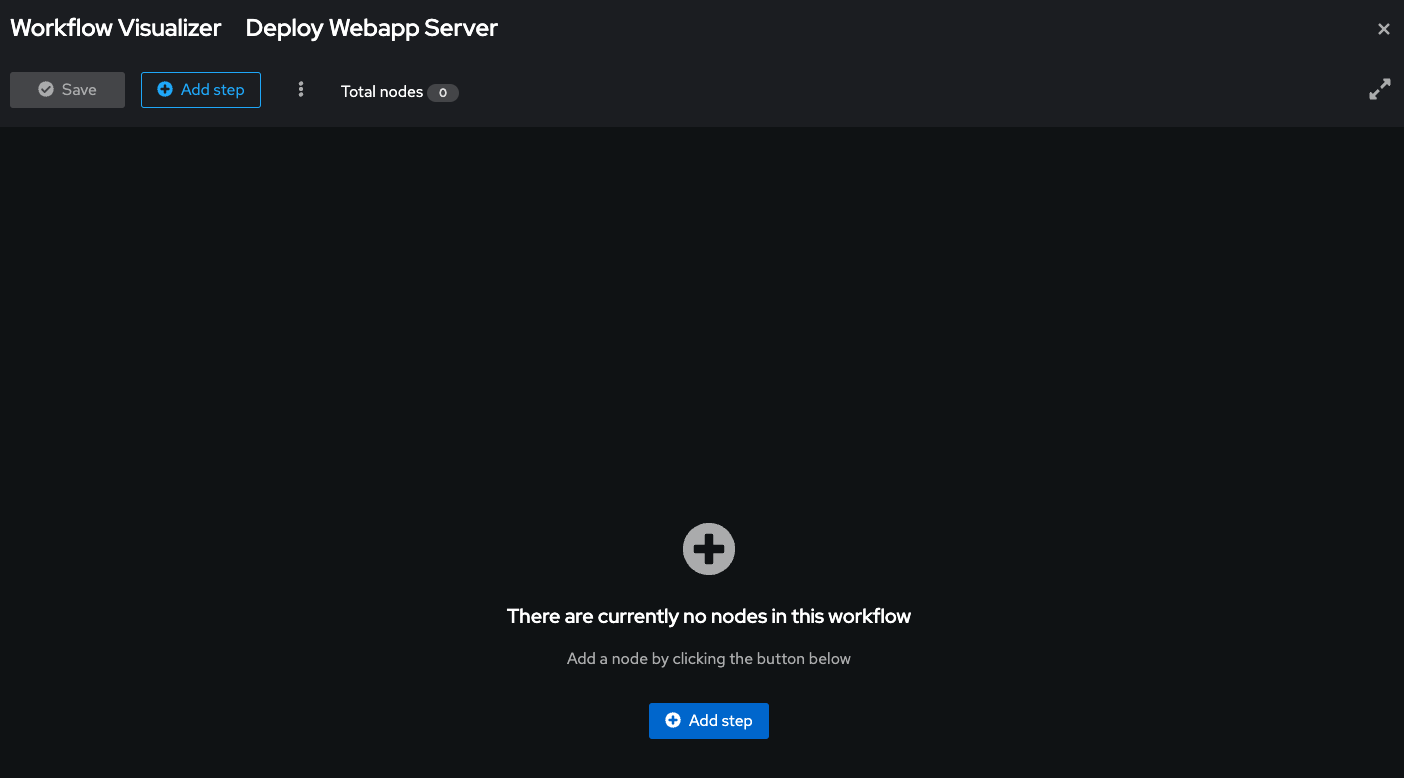 Workflow Visualizer Deploy Webapp Server
Save Add step Total nodes 0
There are currently no nodes in this workflow
Add a node by clicking the button below
Add step